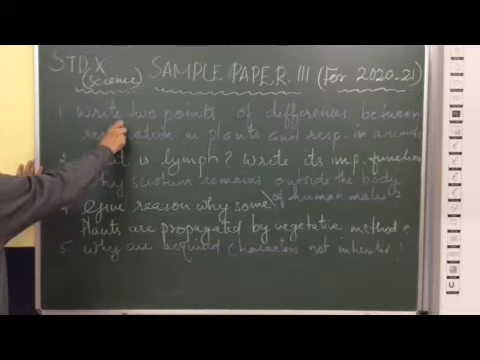 STD.X
(Science) SAMPLE PAPER. III (For 2020-21)
1. Write two points of differences between
in plants and resp. in animals
is lymph? Write its imp. function
Why scrotum remains outside the body
of human males?
4. Give reason why some
Plants are propagated by vegetative method?
5. Why are acquired characters not inherited!
u